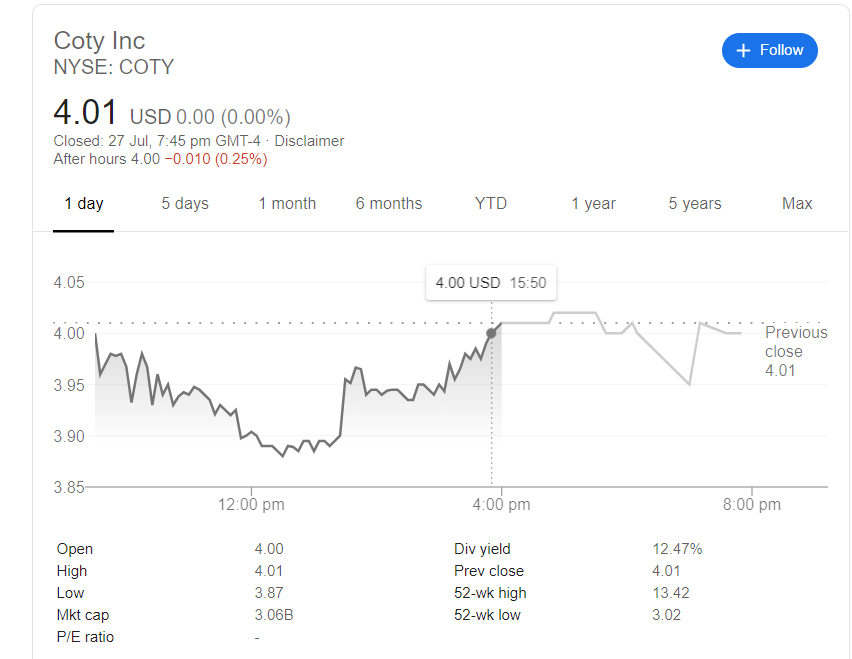 Coty Inc
NYSE: COTY
+ Follow
4.01 USD 0.00 (0.00%)
Closed: 27 Jul, 7:45 pm GMT-4 · Disclaimer
After hours 4.00 −0.010 (0.25%)
1 day 5 days 1 month 6 months YTD 1 year 5 years Max
4.00 USD 15:50
4.05
4.00
3.95
3.90
3.85
Previous
close
4.01
12:00 pm 4:00 pm 8:00 pm
Open 4.00 Div yield 12.47%
High 4.01 Prev close 4.01
Low 3.87 52-wk high 13.42
Mkt cap 3.06B 52-wk low 3.02
P/E ratio -